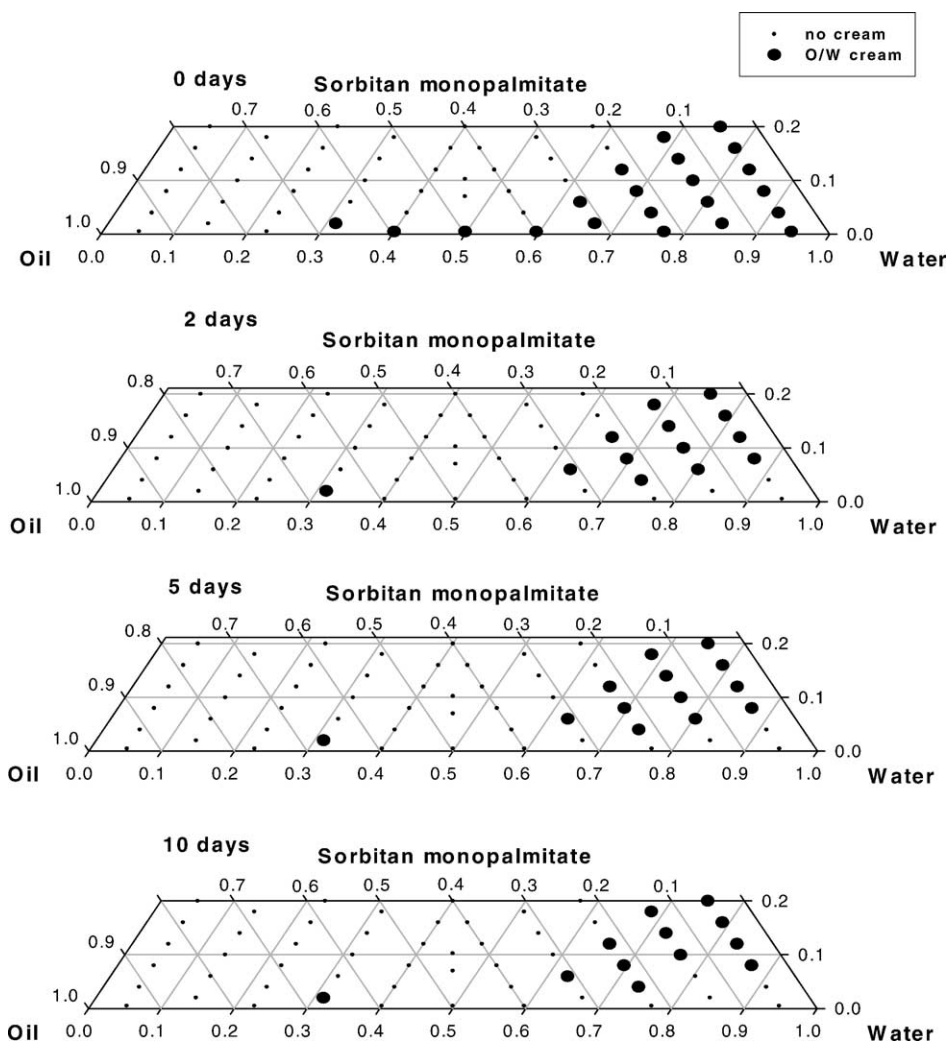 no cream
O/W cream
0 days
Sorbitan monopalmitate
0.7 0.6 0.5 0.4 0.3 0.2 0.1
0.2
0.9
0.1
1.0
0.0
Oil
0.0 0.1 0.2 0.3 0.4 0.5 0.6 0.7 0.8 0.9 1.0
Water
2 days
Sorbitan monopalmitate
0.8
0.7 0.6 0.5 0.4 0.3 0.2 0.1
0.2
0.9
0.1
1.0
0.0
Oil
0.0 0.1 0.2 0.3 0.4 0.5 0.6 0.7 0.8 0.9 1.0
Water
5 days
Sorbitan monopalmitate
0.8
0.7 0.6 0.5 0.4 0.3 0.2 0.1
0.2
0.9
0.1
1.0
0.0
Oil
0.0 0.1 0.2 0.3 0.4 0.5 0.6 0.7 0.8 0.9 1.0
Water
10 days
Sorbitan monopalmitate
0.7 0.6 0.5 0.4 0.3 0.2 0.1
0.2
0.9
0.1
1.0
0.0
Oil
0.0 0.1 0.2 0.3 0.4 0.5 0.6 0.7 0.8 0.9 1.0
Water